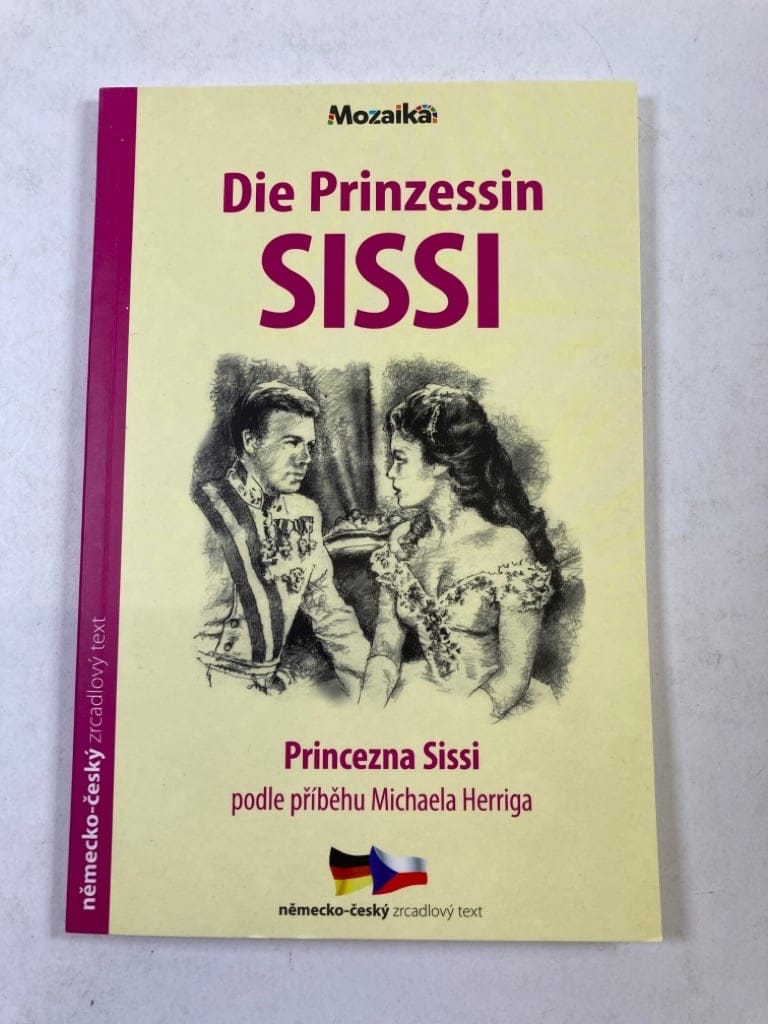 Mozaika
Die Prinzessin
SISSI
Princezna Sissi
podle příběhu Michaela Herriga
německo-český zrcadlový text
německo-český zrcadlový text